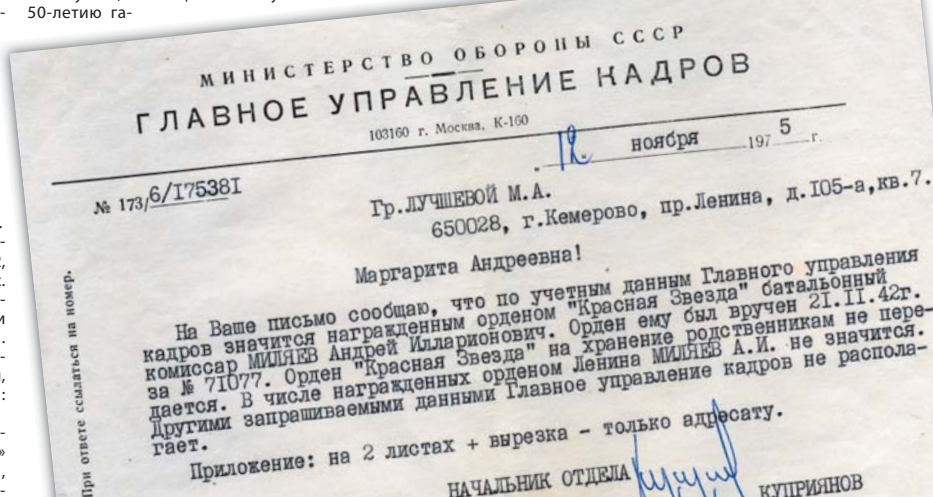 50-летию га-
МИНИСТЕРСТВО ОБОРОНЫ СССР
ГЛАВНОЕ УПРАВЛЕНИЕ КАДРОВ
103160 г. Москва, К-160
12. ноября 1975 г.
№ 173/6/175381
Гр.ЛУЧШЕВОЙ М.А.
650028, г.Кемерово, пр.Ленина, д.105-а,кв.7.
Маргарита Андреевна!
На Ваше письмо сообщаю, что по учетным данным Главного управления
кадров значится награжденным орденом "Красная Звезда" батальонный
комиссар МИЛЯЕВ Андрей Илларионович. Орден ему был вручен 21.11.42г.
за № 71077. Орден "Красная Звезда" на хранение родственникам не пере-
дается. В числе награжденных орденом Ленина МИЛЯЕВ А.И. не значится.
Другими запрашиваемыми данными Главное управление кадров не распола-
гает.
Приложение: на 2 листах + вырезка - только адресату.
НАЧАЛЬНИК ОТДЕЛА
КУПРИЯНОВ
При ответе ссылаться на номер.